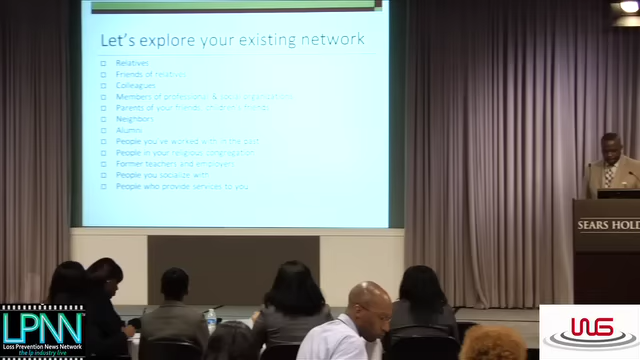 Let's explore your existing network
Relatives
Friends of relatives
Colleagues
Members of professional & social organizations
Parents of your friends, children's friends
Neighbors
Alumni
People you've worked with in the past
People in your religious congregation
Former teachers and employers
People you socialize with
People who provide services to you
SEARS HOLD
LPNN
Loss Prevention News Network
the lp industry live